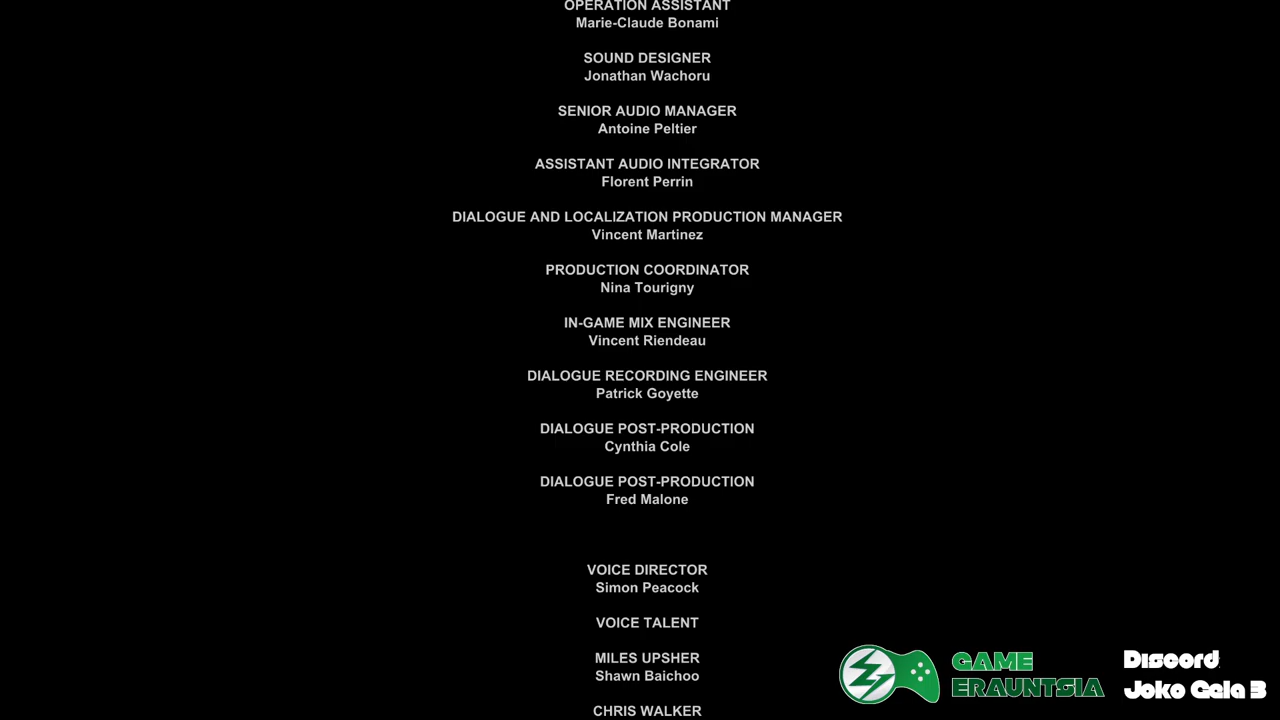 OPERATION ASSISTANT
Marie-Claude Bonami
SOUND DESIGNER
Jonathan Wachoru
SENIOR AUDIO MANAGER
Antoine Peltier
ASSISTANT AUDIO INTEGRATOR
Florent Perrin
DIALOGUE AND LOCALIZATION PRODUCTION MANAGER
Vincent Martinez
PRODUCTION COORDINATOR
Nina Tourigny
IN-GAME MIX ENGINEER
Vincent Riendeau
DIALOGUE RECORDING ENGINEER
Patrick Goyette
DIALOGUE POST-PRODUCTION
Cynthia Cole
DIALOGUE POST-PRODUCTION
Fred Malone
VOICE DIRECTOR
Simon Peacock
VOICE TALENT
MILES UPSHER
Shawn Baichoo
CHRIS WALKER
GAME
ERAUNTSIA
Discord
Joko Gela 3